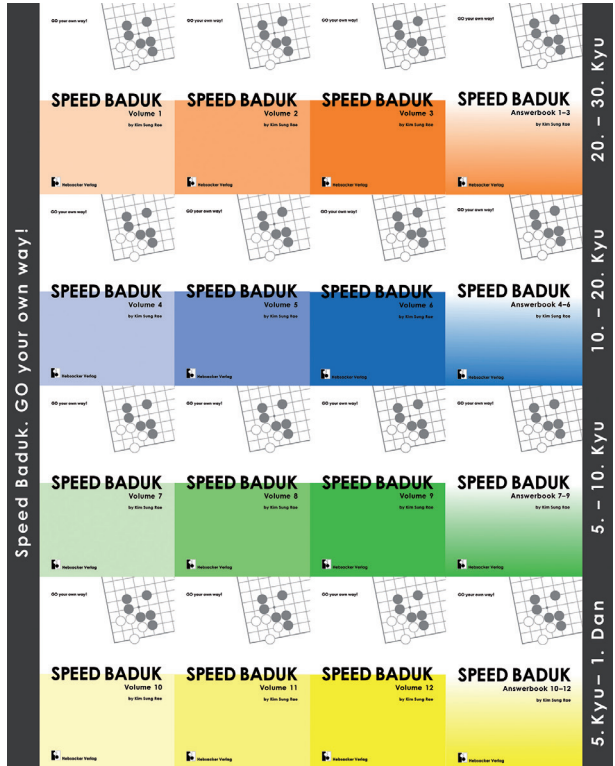 Speed Baduk. GO your own way!
GO your own way!
SPEED BADUK
Volume 1
by Kim Sung Rae
Hebsacker Verlag
GO your own way!
SPEED BADUK
Volume 2
by Kim Sung Rae
GO your own way!
SPEED BADUK
Volume 3
by Kim Sung Rae
GO your own way!
SPEED BADUK
Answerbook 1–3
by Kim Sung Rae
Hebsacker Verlag
20. – 30. Kyu
GO your own way!
SPEED BADUK
Volume 4
by Kim Sung Rae
Hebsacker Verlag
GO your own way!
SPEED BADUK
Volume 5
by Kim Sung Rae
Hebsacker Verlag
GO your own way!
SPEED BADUK
Volume 6
by Kim Sung Rae
Hebsacker Verlag
GO your own way!
SPEED BADUK
Answerbook 4–6
by Kim Sung Rae
Hebsacker Verlag
10. – 20. Kyu
GO your own way!
SPEED BADUK
Volume 7
by Kim Sung Rae
Hebsacker Verlag
GO your own way!
SPEED BADUK
Volume 8
by Kim Sung Rae
Hebsacker Verlag
GO your own way!
SPEED BADUK
Volume 9
by Kim Sung Rae
Hebsacker Verlag
GO your own way!
SPEED BADUK
Answerbook 7–9
by Kim Sung Rae
Hebsacker Verlag
5. – 10. Kyu
GO your own way!
SPEED BADUK
Volume 10
by Kim Sung Rae
Hebsacker Verlag
GO your own way!
SPEED BADUK
Volume 11
by Kim Sung Rae
Hebsacker Verlag
GO your own way!
SPEED BADUK
Volume 12
by Kim Sung Rae
Hebsacker Verlag
GO your own way!
SPEED BADUK
Answerbook 10–12
by Kim Sung Rae
Hebsacker Verlag
5. Kyu– 1. Dan